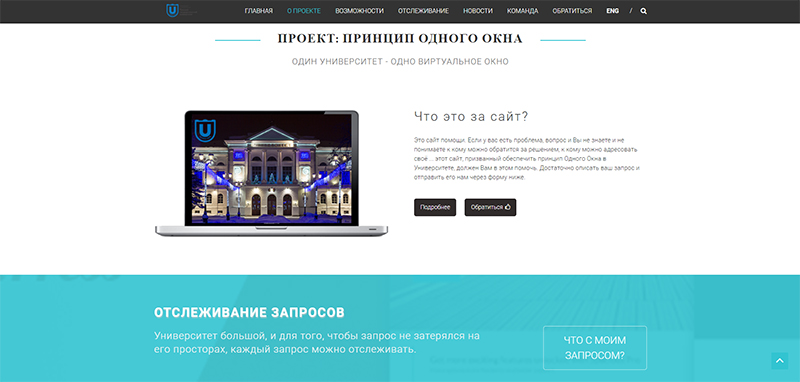 ГЛАВНАЯ О ПРОЕКТЕ ВОЗМОЖНОСТИ ОТСЛЕЖИВАНИЕ НОВОСТИ КОМАНДА ОБРАТИТЬСЯ ENG /
ПРОЕКТ: ПРИНЦИП ОДНОГО ОКНА
ОДИН УНИВЕРСИТЕТ - ОДНО ВИРТУАЛЬНОЕ ОКНО
U
Что это за сайт?
Это сайт помощи. Если у вас есть проблема, вопрос и Вы не знаете и не
понимаете к кому можно обратится за решением, к кому можно адресовать
своё ... этот сайт, призванный обеспечить принцип Одного Окна в
Университете, должен Вам в этом помочь. Достаточно описать ваш запрос и
отправить его нам через форму ниже.
Подробнее Обратиться
ОТСЛЕЖИВАНИЕ ЗАПРОСОВ
Университет большой, и для того, чтобы запрос не затерялся на
его просторах, каждый запрос можно отслеживать.
ЧТО С МОИМ
ЗАПРОСОМ?